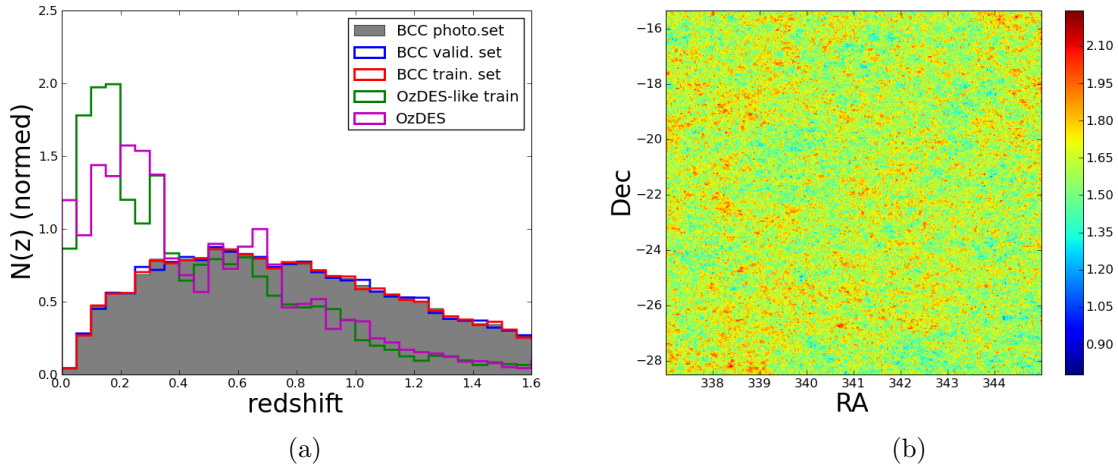 2.5
2.0
1.5
1.0
0.5
0.0
N(z) (normed)
BCC photo.set
BCC valid. set
BCC train. set
OzDES-like train
OzDES
0.0 0.2 0.4 0.6 0.8 1.0 1.2 1.4 1.6
redshift
(a)
−16
−18
−20
−22
−24
−26
−28
Dec
338 339 340 341 342 343 344
RA
2.10
1.95
1.80
1.65
1.50
1.35
1.20
1.05
0.90
(b)